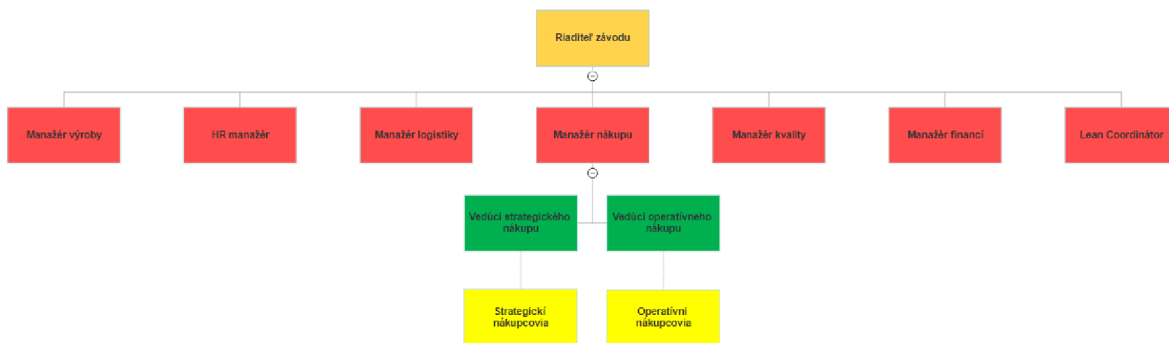 Riaditeľ závodu
Manažér výroby
HR manažér
Manažér logistiky
Manažér nákupu
Manažér kvality
Manažér financí
Lean Coordinátor
Vedúci strategického
nákupu
Vedúci operatívneho
nákupu
Strategickí
nákupcovia
Operatívni
nákupcovia